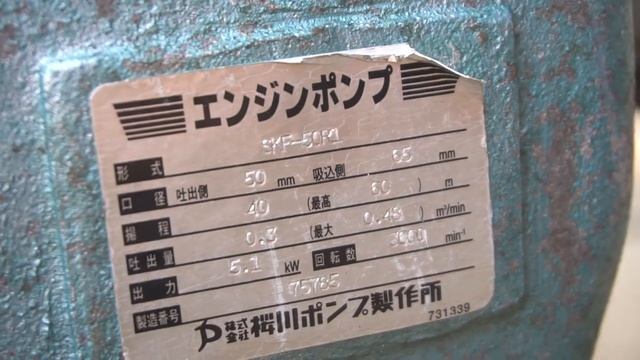 エンジンポンプ
形式 SKF-50R1
口径 吐出側 50 mm 吸込側 65 mm
揚程 40 (最高 60 ) m
吐出量 0.3 (最大 0.45 ) m³/min
出力 5.1 kW 回転数 min⁻¹
製造番号 75785
株式会社 桜川ポンプ製作所
731339